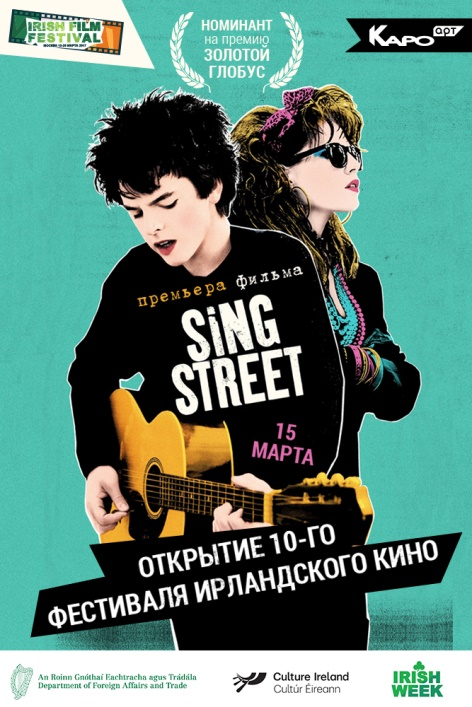 IRISH FILM
FESTIVAL
НОМИНАНТ
на премию
ЗОЛОТОЙ
ГЛОБУС
КАРО АРТ
премьера фильма
SiNG
STREET
15
МАРТА
ОТКРЫТИЕ 10-ГО
ФЕСТИВАЛЯ ИРЛАНДСКОГО КИНО
An Roinn Gnóthaí Eachtracha agus Trádála
Department of Foreign Affairs and Trade
Culture Ireland
Cultúr Éireann
IRISH
WEEK